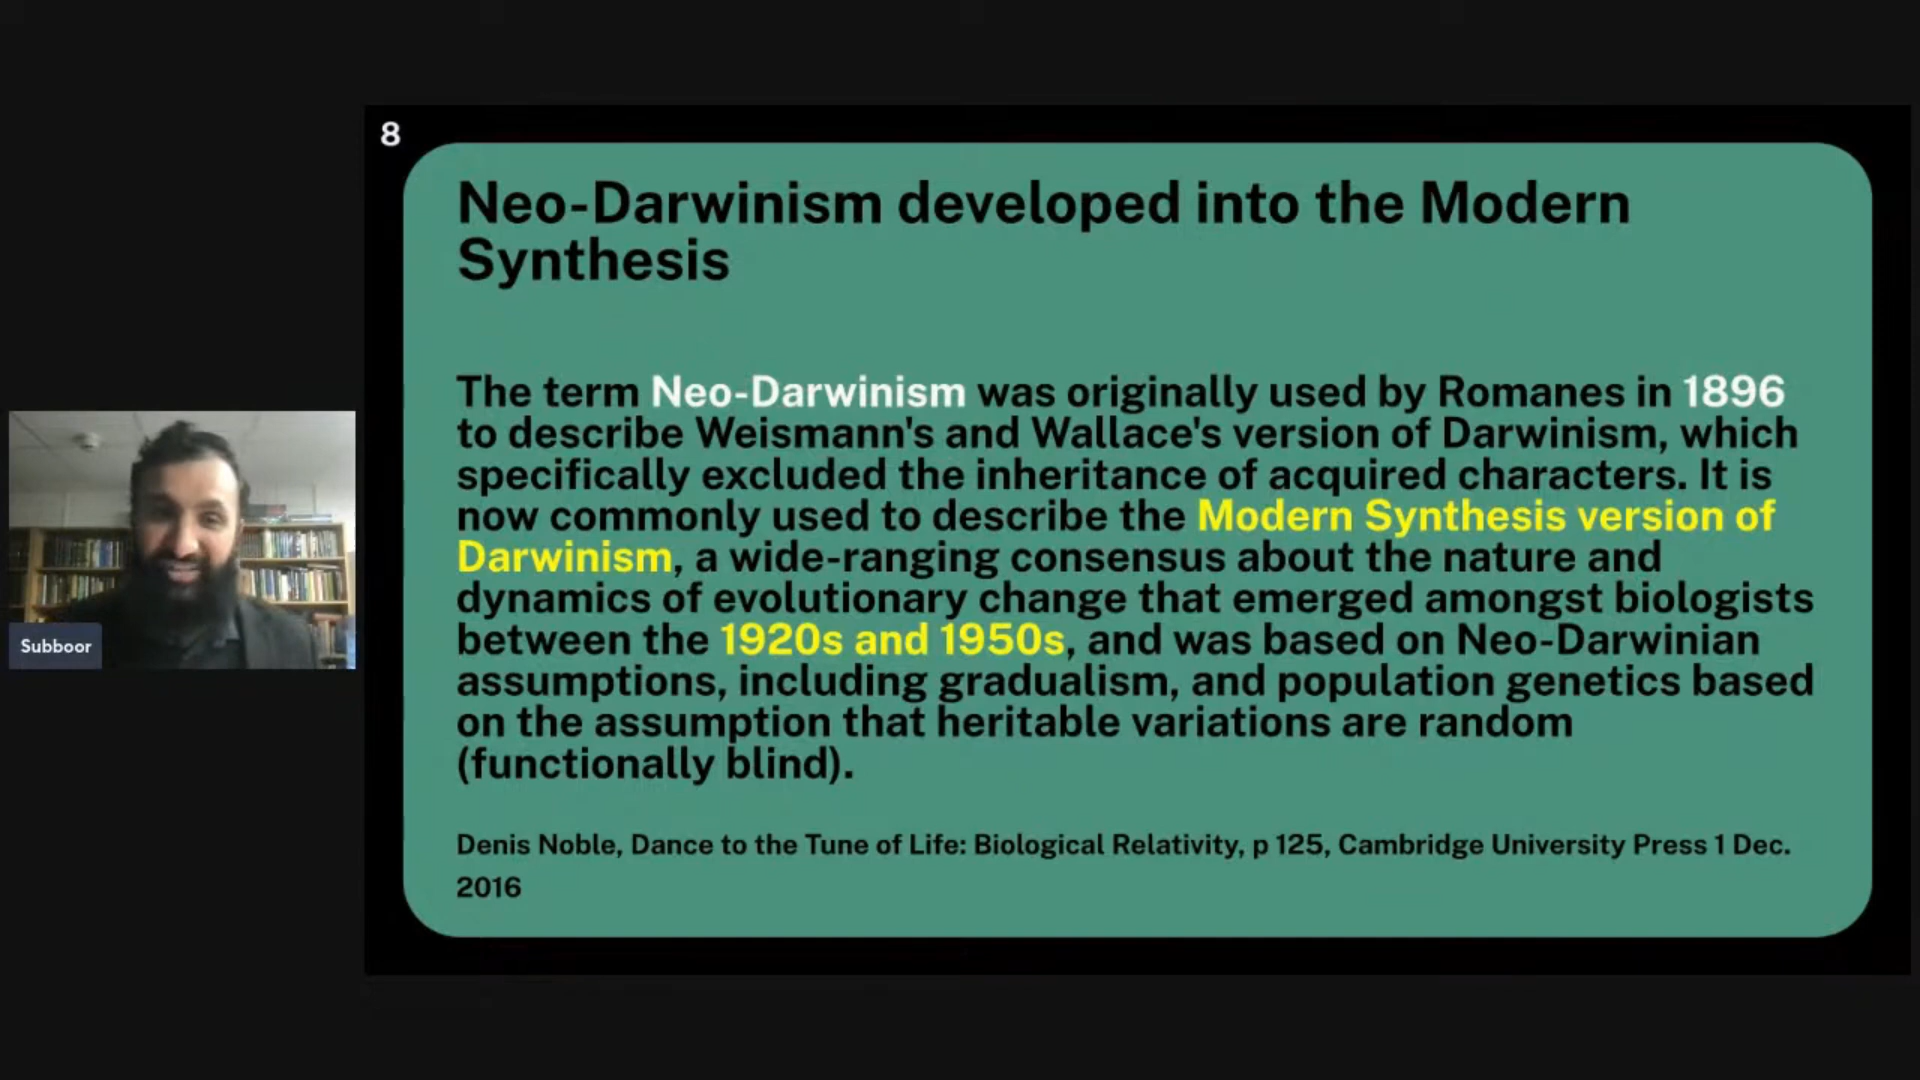 8
Neo-Darwinism developed into the Modern
Synthesis
The term Neo-Darwinism was originally used by Romanes in 1896
to describe Weismann's and Wallace's version of Darwinism, which
specifically excluded the inheritance of acquired characters. It is
now commonly used to describe the Modern Synthesis version of
Darwinism, a wide-ranging consensus about the nature and
dynamics of evolutionary change that emerged amongst biologists
between the 1920s and 1950s, and was based on Neo-Darwinian
assumptions, including gradualism, and population genetics based
on the assumption that heritable variations are random
(functionally blind).
Denis Noble, Dance to the Tune of Life: Biological Relativity, p 125, Cambridge University Press 1 Dec.
2016
Subboor